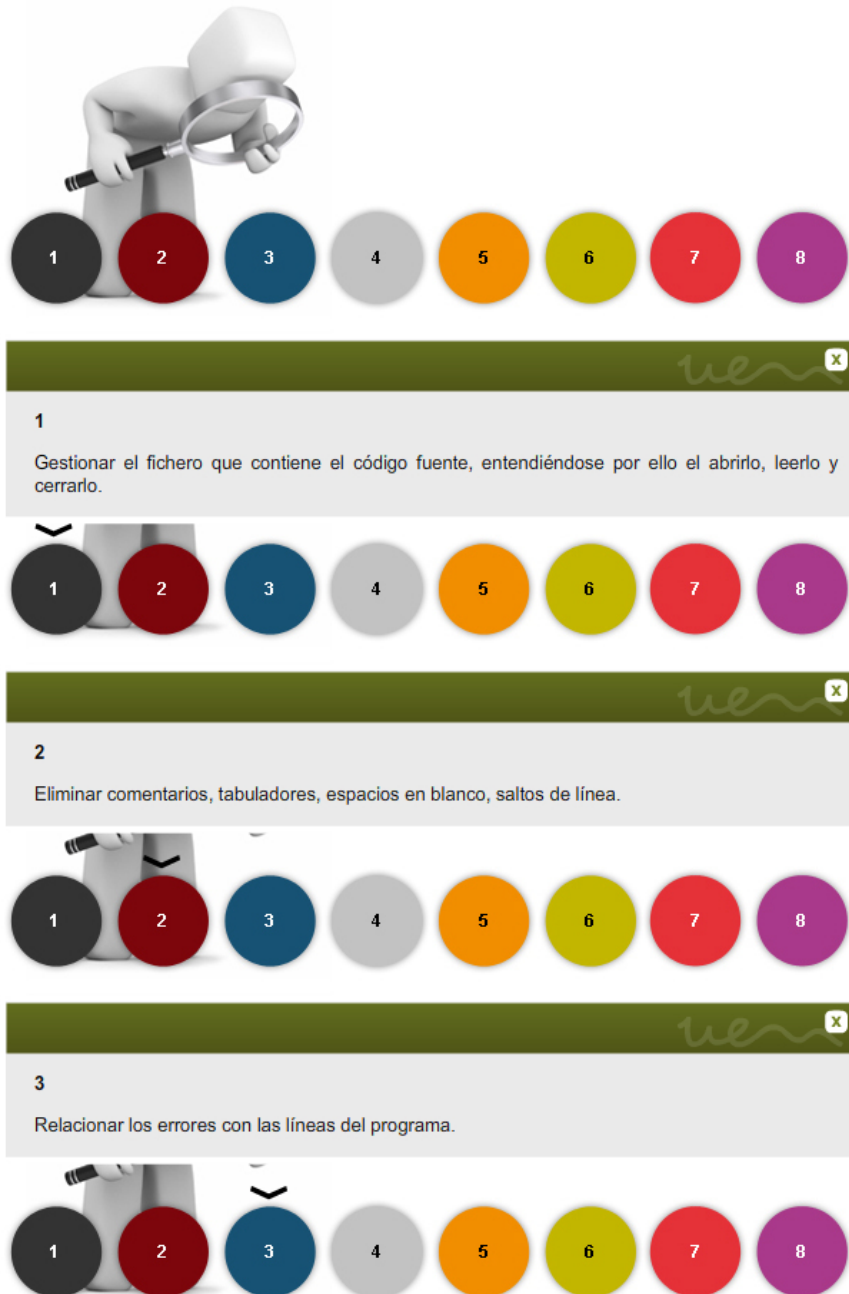 1 2 3 4 5 6 7 8
ue
X
1
Gestionar el fichero que contiene el código fuente, entendiéndose por ello el abrirlo, leerlo y
cerrarlo.
1 2 3 4 5 6 7 8
ue
X
2
Eliminar comentarios, tabuladores, espacios en blanco, saltos de línea.
1 2 3 4 5 6 7 8
ue
X
3
Relacionar los errores con las líneas del programa.
1 2 3 4 5 6 7 8